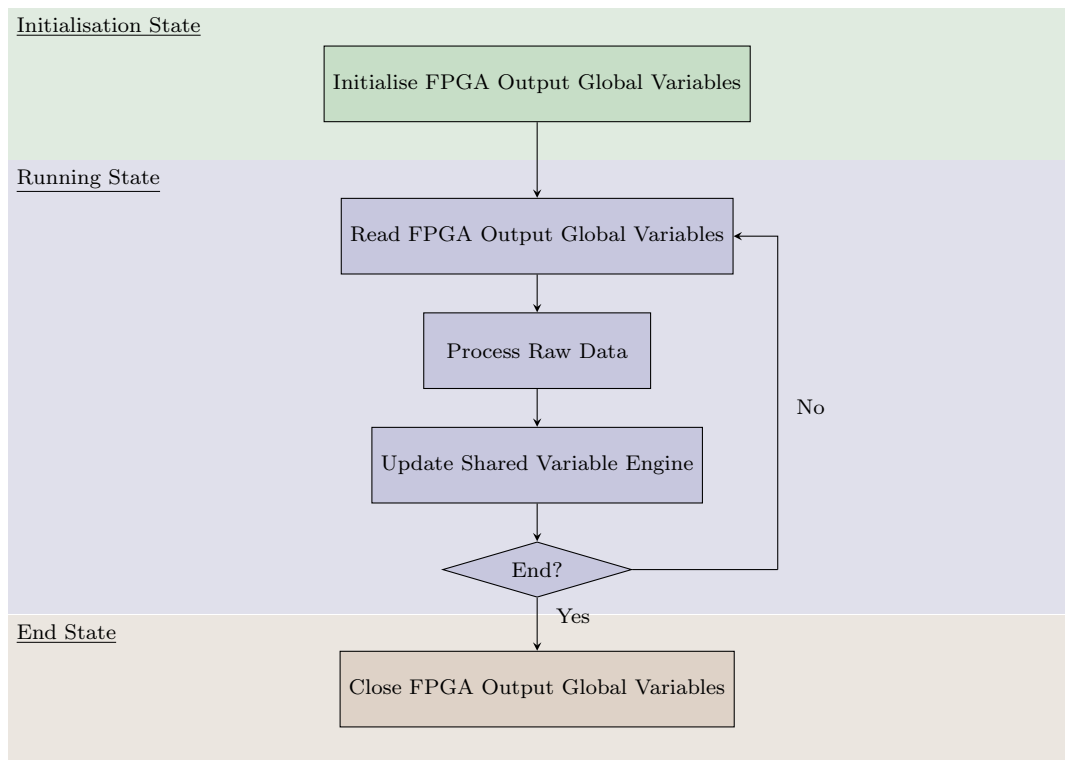 Initialisation State
Initialise FPGA Output Global Variables
Running State
Read FPGA Output Global Variables
Process Raw Data
No
Update Shared Variable Engine
End?
Yes
End State
Close FPGA Output Global Variables